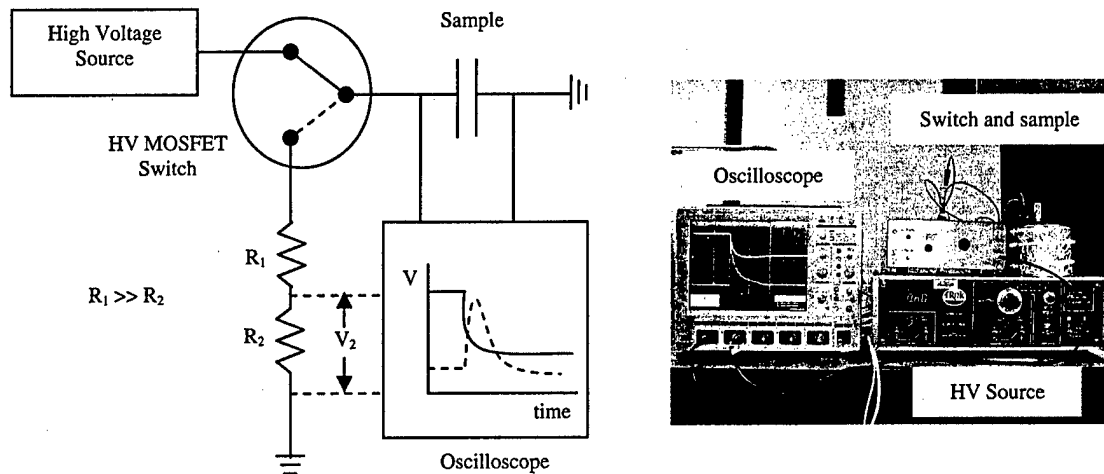 High Voltage
Source
Sample
HV MOSFET
Switch
R1
R1 >> R2
R2
V2
V
time
Oscilloscope
Switch and sample
Oscilloscope
HV Source